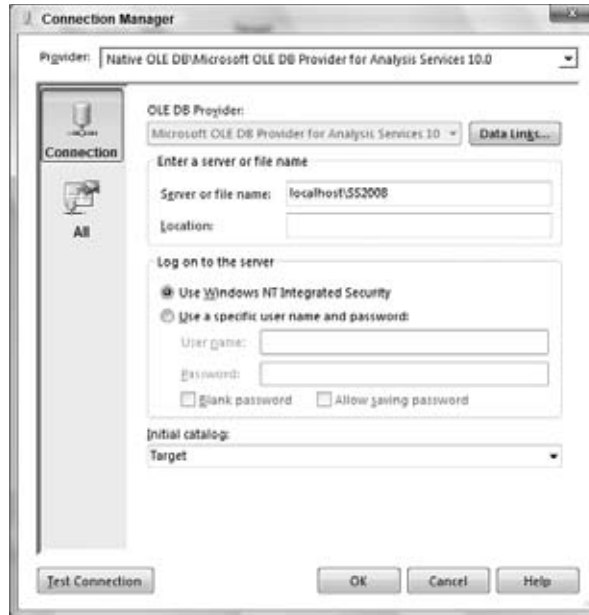 Connection Manager
Provider: Native OLE DB\Microsoft OLE DB Provider for Analysis Services 10.0
Connection
All
OLE DB Provider:
Microsoft OLE DB Provider for Analysis Services 10
Data Links...
Enter a server or file name
Server or file name: localhost\SS2008
Location:
Log on to the server
Use Windows NT Integrated Security
Use a specific user name and password:
User name:
Password:
Blank password Allow saving password
Initial catalog:
Target
Test Connection OK Cancel Help